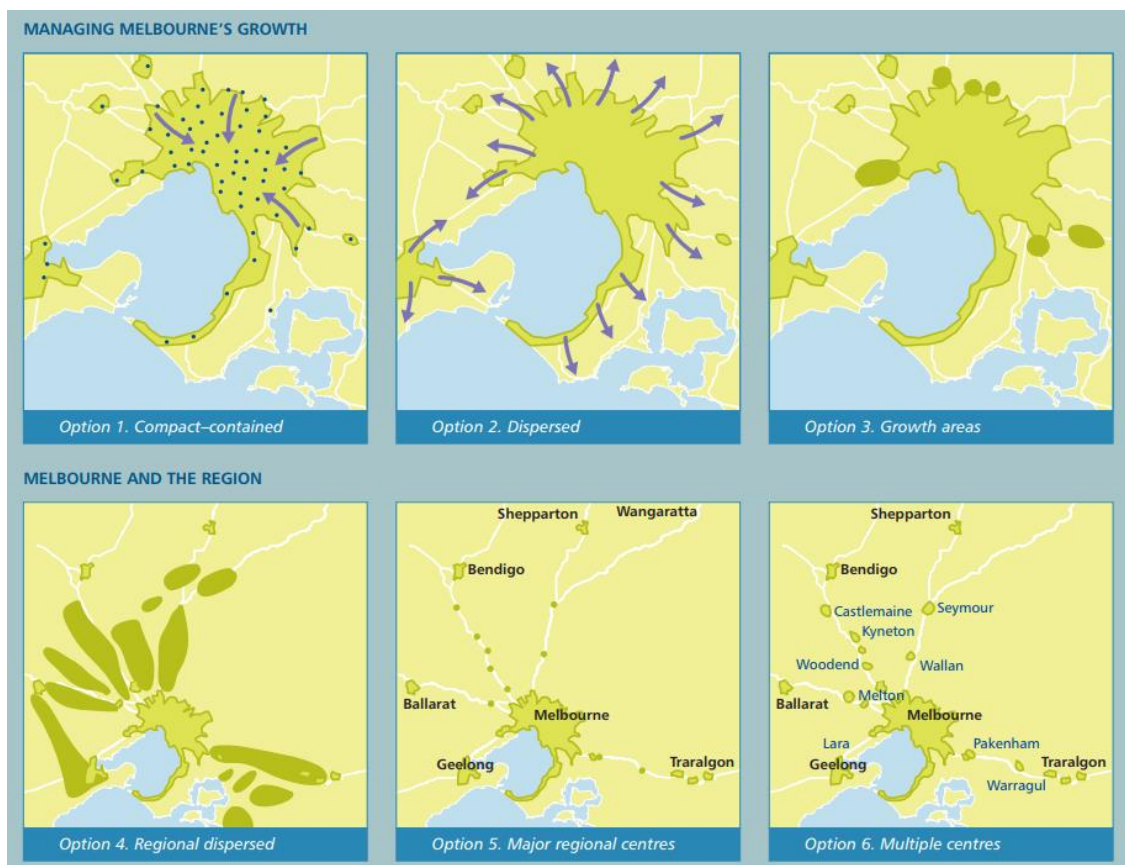 MANAGING MELBOURNE'S GROWTH
Option 1. Compact–contained
Option 2. Dispersed
Option 3. Growth areas
MELBOURNE AND THE REGION
Option 4. Regional dispersed
Shepparton
Wangaratta
Bendigo
Ballarat
Melbourne
Geelong
Traralgon
Option 5. Major regional centres
Shepparton
Bendigo
Castlemaine
Seymour
Kyneton
Woodend
Wallan
Melton
Ballarat
Melbourne
Lara
Pakenham
Geelong
Traralgon
Warragul
Option 6. Multiple centres